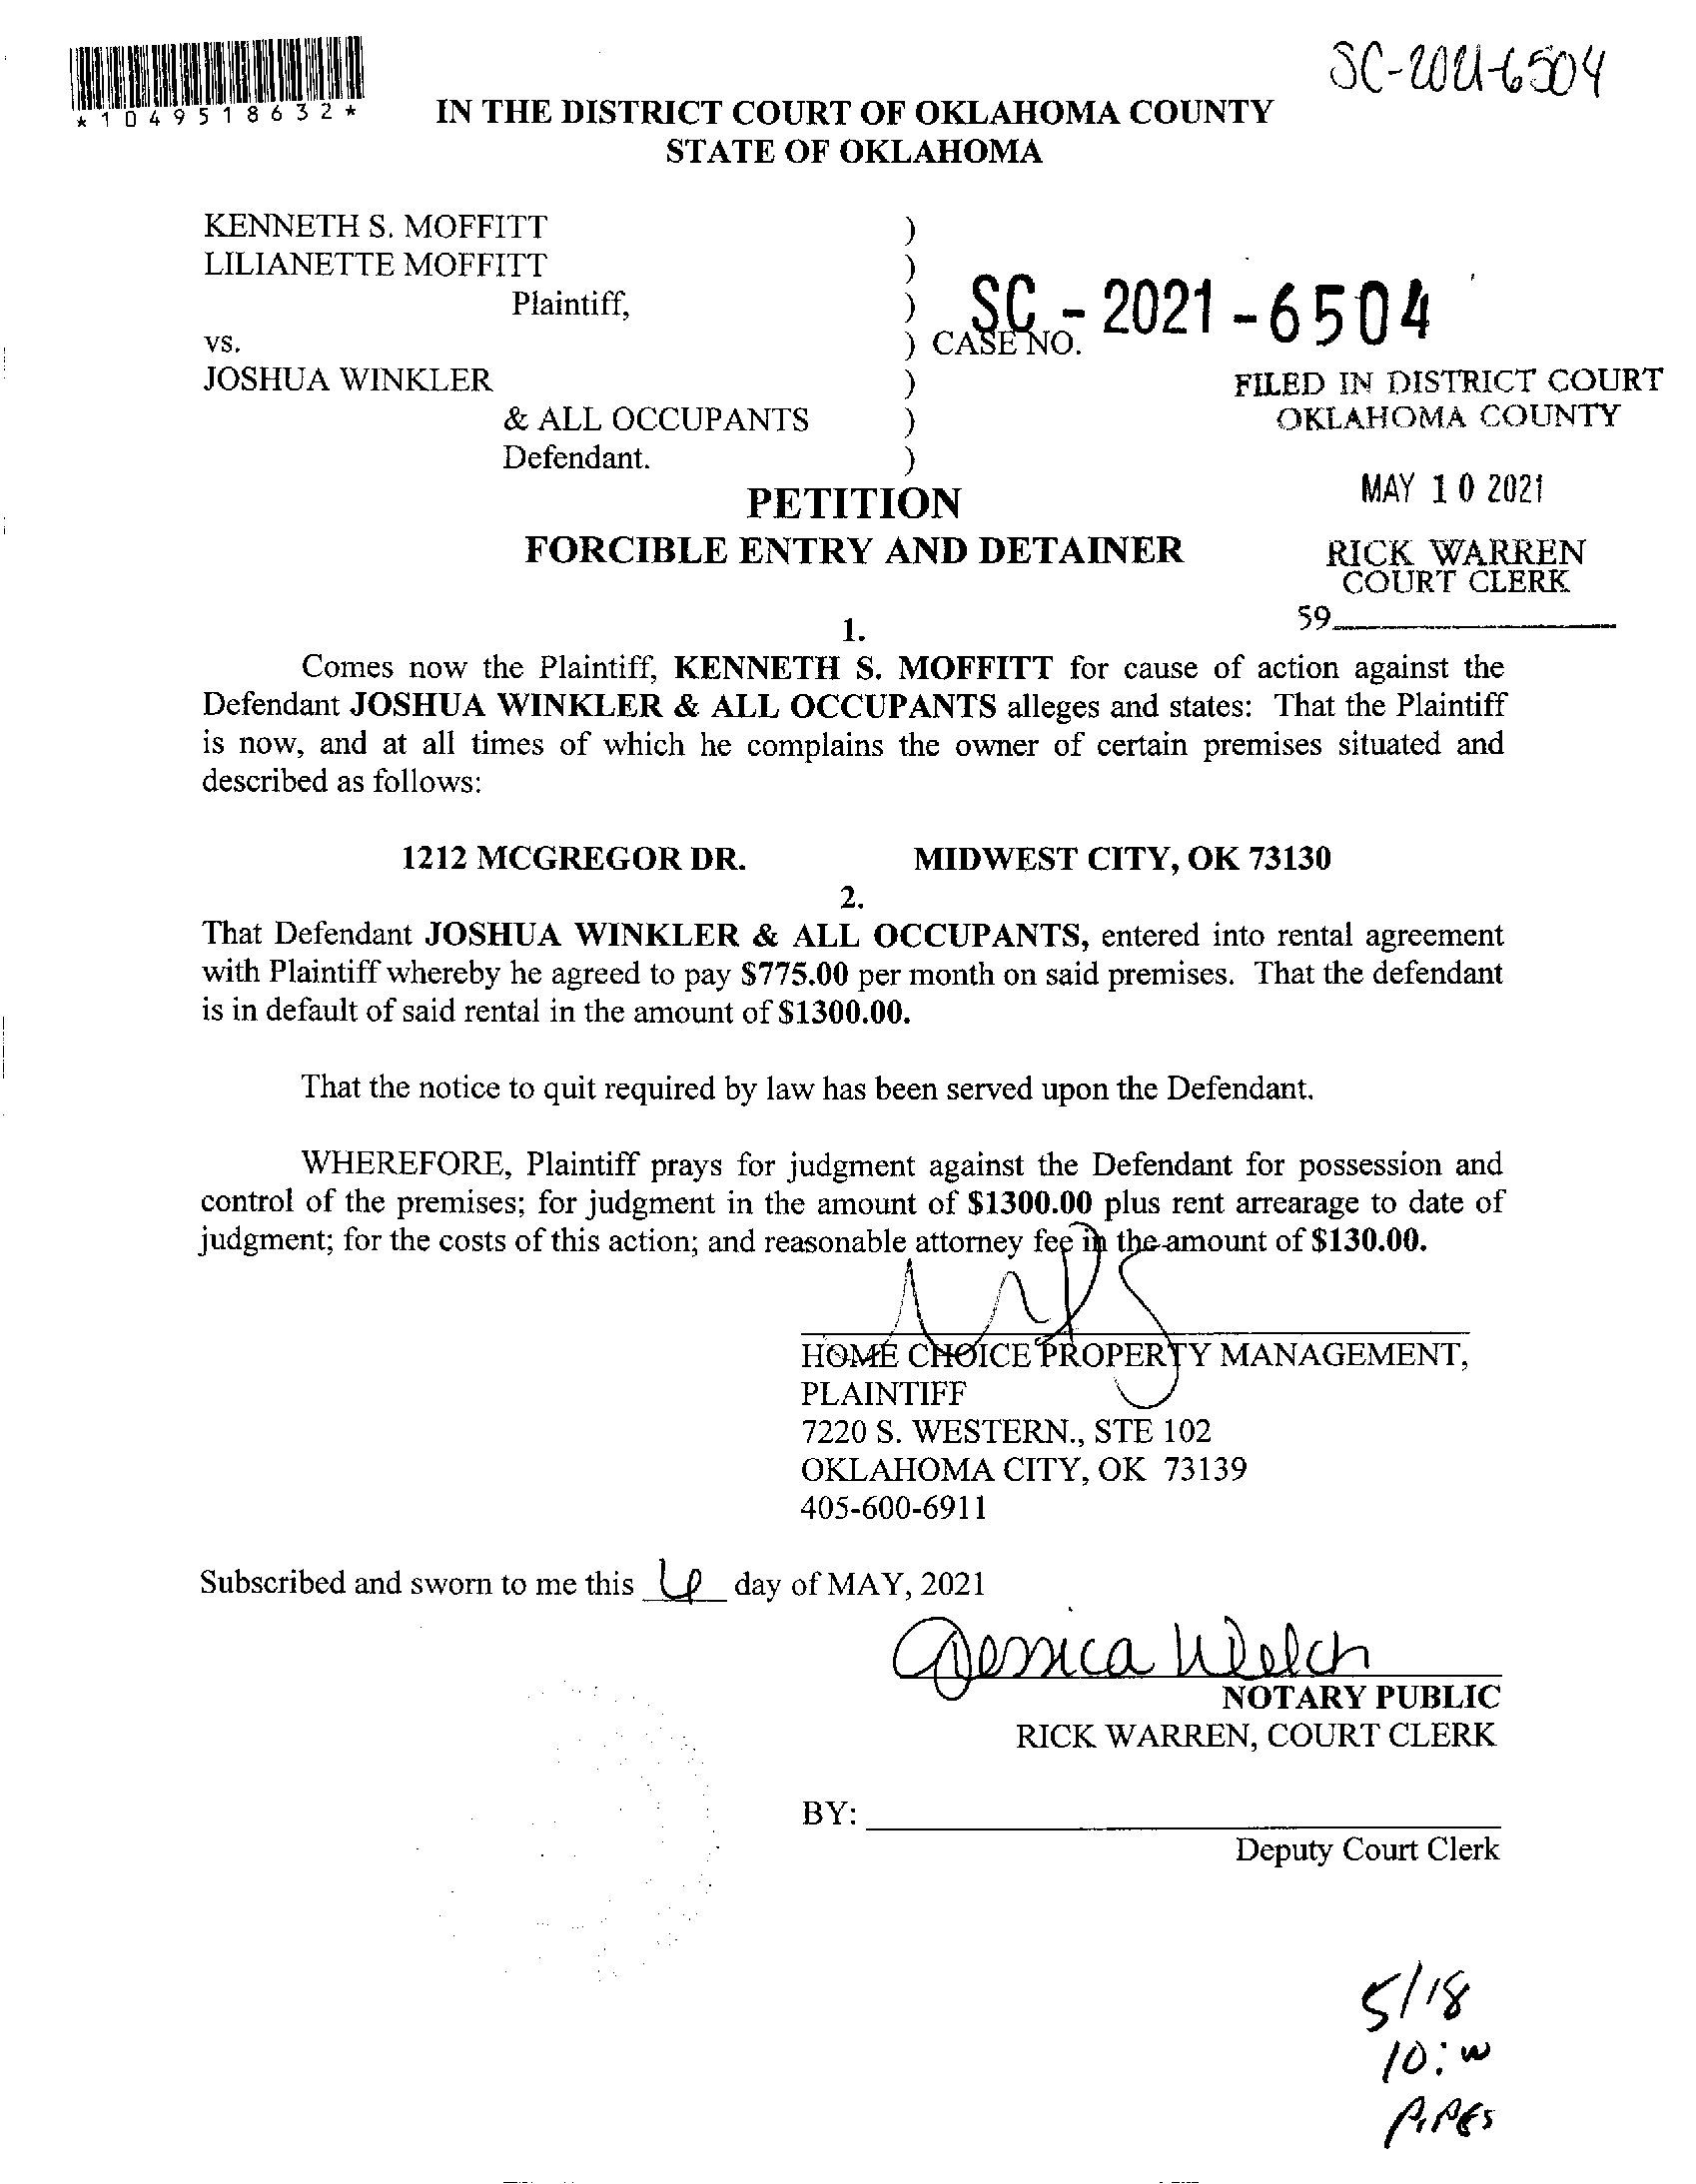 SC-2021-6504
*1049518632*
IN THE DISTRICT COURT OF OKLAHOMA COUNTY
STATE OF OKLAHOMA
KENNETH S. MOFFITT )
LILIANETTE MOFFITT )
Plaintiff, )
vs. ) CASE NO. SC-2021-6504
JOSHUA WINKLER )
& ALL OCCUPANTS )
Defendant. )
FILED IN DISTRICT COURT
OKLAHOMA COUNTY
MAY 10 2021
RICK WARREN
COURT CLERK
59
PETITION
FORCIBLE ENTRY AND DETAINER
1.
Comes now the Plaintiff, KENNETH S. MOFFITT for cause of action against the
Defendant JOSHUA WINKLER & ALL OCCUPANTS alleges and states: That the Plaintiff
is now, and at all times of which he complains the owner of certain premises situated and
described as follows:
1212 MCGREGOR DR. MIDWEST CITY, OK 73130
2.
That Defendant JOSHUA WINKLER & ALL OCCUPANTS, entered into rental agreement
with Plaintiff whereby he agreed to pay $775.00 per month on said premises. That the defendant
is in default of said rental in the amount of $1300.00.
That the notice to quit required by law has been served upon the Defendant.
WHEREFORE, Plaintiff prays for judgment against the Defendant for possession and
control of the premises; for judgment in the amount of $1300.00 plus rent arrearage to date of
judgment; for the costs of this action; and reasonable attorney fee in the amount of $130.00.
HOME CHOICE PROPERTY MANAGEMENT,
PLAINTIFF
7220 S. WESTERN., STE 102
OKLAHOMA CITY, OK 73139
405-600-6911
Subscribed and sworn to me this 6 day of MAY, 2021
Jessica Welch
NOTARY PUBLIC
RICK WARREN, COURT CLERK
BY:
Deputy Court Clerk
5/18